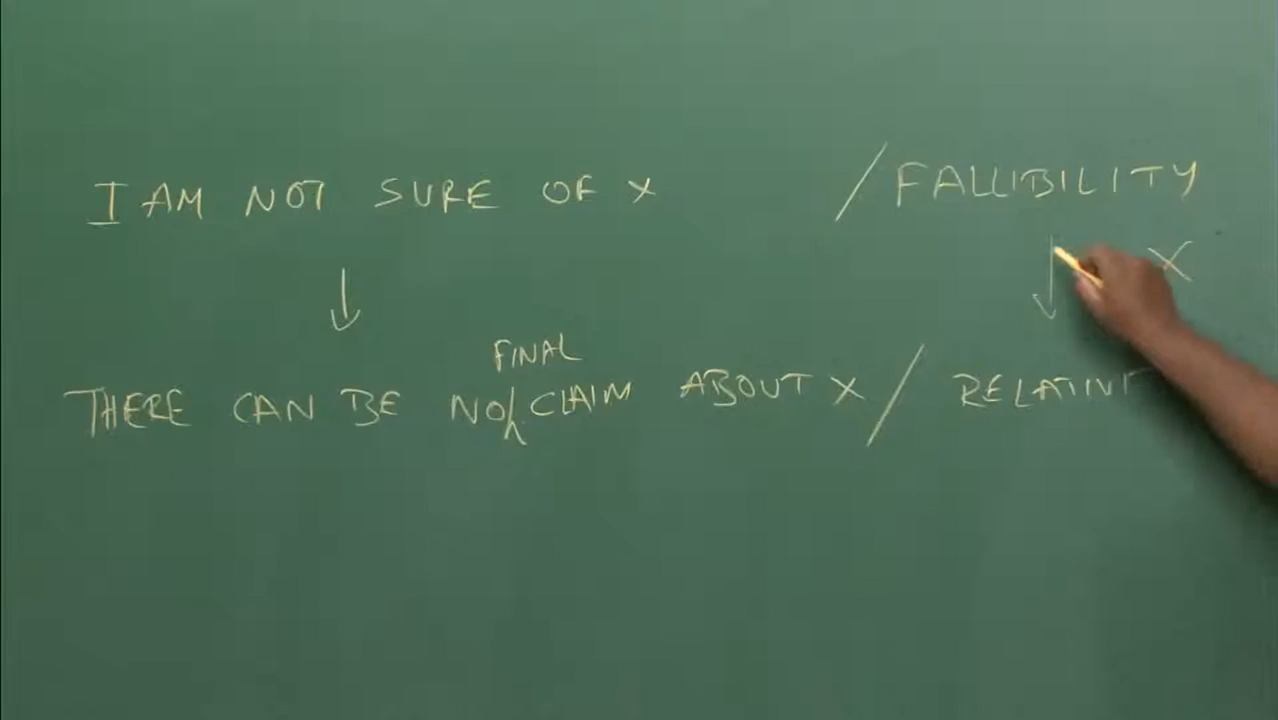 I AM NOT SURE OF X / FALLIBILITY
X
FINAL
THERE CAN BE NO CLAIM ABOUT X /